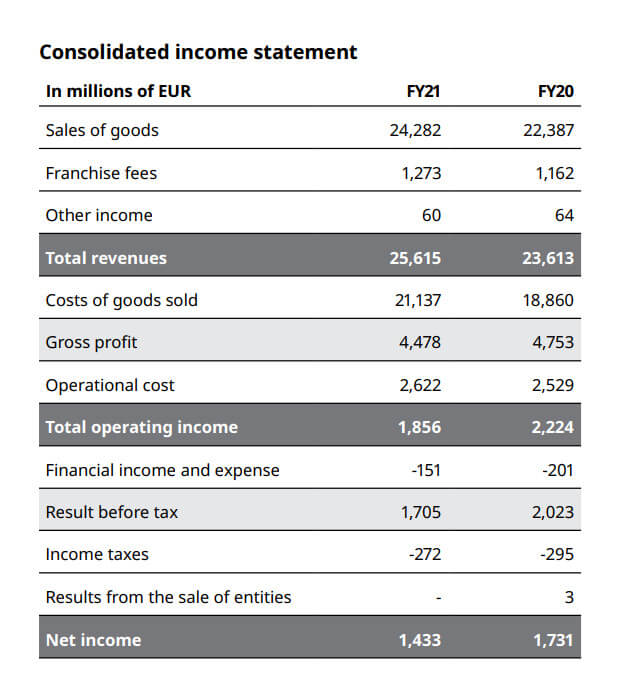 Consolidated income statement
In millions of EUR FY21 FY20
Sales of goods 24,282 22,387
Franchise fees 1,273 1,162
Other income 60 64
Total revenues 25,615 23,613
Costs of goods sold 21,137 18,860
Gross profit 4,478 4,753
Operational cost 2,622 2,529
Total operating income 1,856 2,224
Financial income and expense -151 -201
Result before tax 1,705 2,023
Income taxes -272 -295
Results from the sale of entities - 3
Net income 1,433 1,731